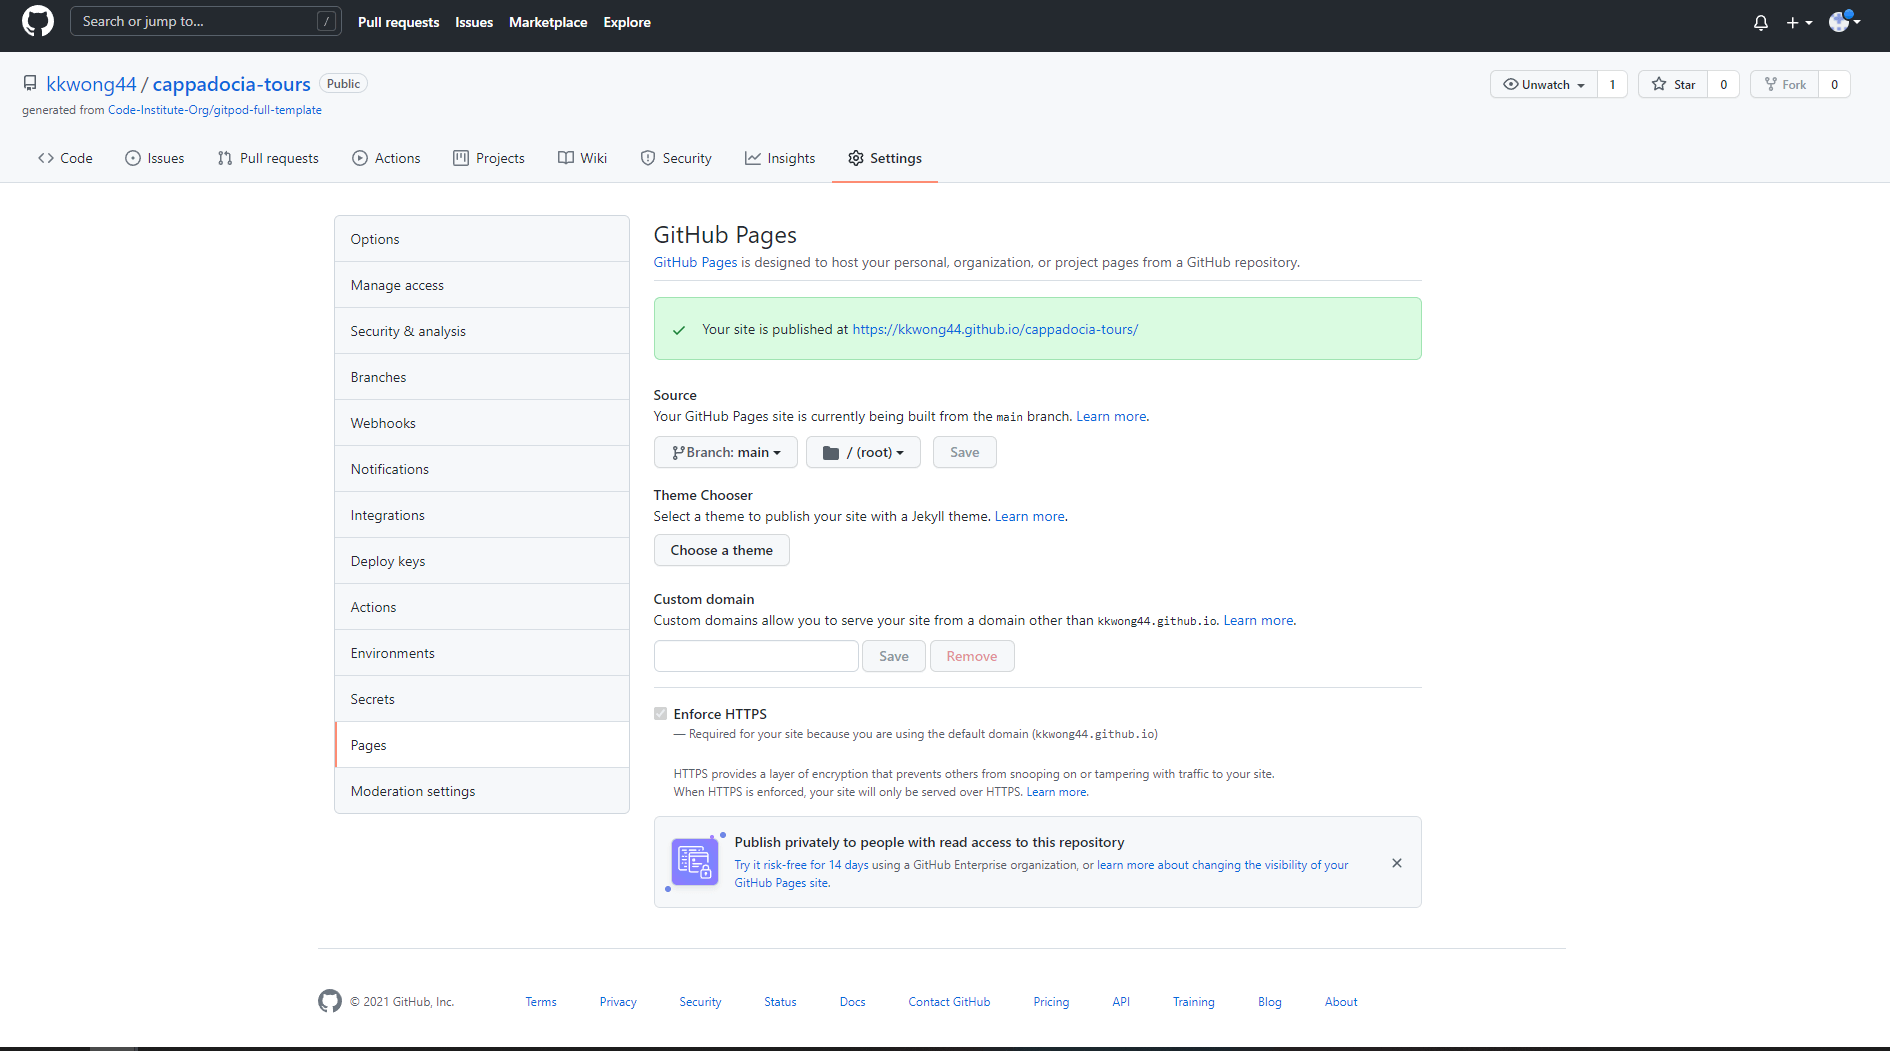 Search or jump to... /
Pull requests Issues Marketplace Explore
kkwong44 / cappadocia-tours Public
Unwatch 1 Star 0 Fork 0
generated from Code-Institute-Org/gitpod-full-template
Code Issues Pull requests Actions Projects Wiki Security Insights Settings
Options
Manage access
Security & analysis
Branches
Webhooks
Notifications
Integrations
Deploy keys
Actions
Environments
Secrets
Pages
Moderation settings
GitHub Pages
GitHub Pages is designed to host your personal, organization, or project pages from a GitHub repository.
Your site is published at https://kkwong44.github.io/cappadocia-tours/
Source
Your GitHub Pages site is currently being built from the main branch. Learn more.
Branch: main / (root) Save
Theme Chooser
Select a theme to publish your site with a Jekyll theme. Learn more.
Choose a theme
Custom domain
Custom domains allow you to serve your site from a domain other than kkwong44.github.io. Learn more.
Save Remove
Enforce HTTPS
— Required for your site because you are using the default domain (kkwong44.github.io)
HTTPS provides a layer of encryption that prevents others from snooping on or tampering with traffic to your site.
When HTTPS is enforced, your site will only be served over HTTPS. Learn more.
Publish privately to people with read access to this repository
Try it risk-free for 14 days using a GitHub Enterprise organization, or learn more about changing the visibility of your
GitHub Pages site.
© 2021 GitHub, Inc. Terms Privacy Security Status Docs Contact GitHub Pricing API Training Blog About